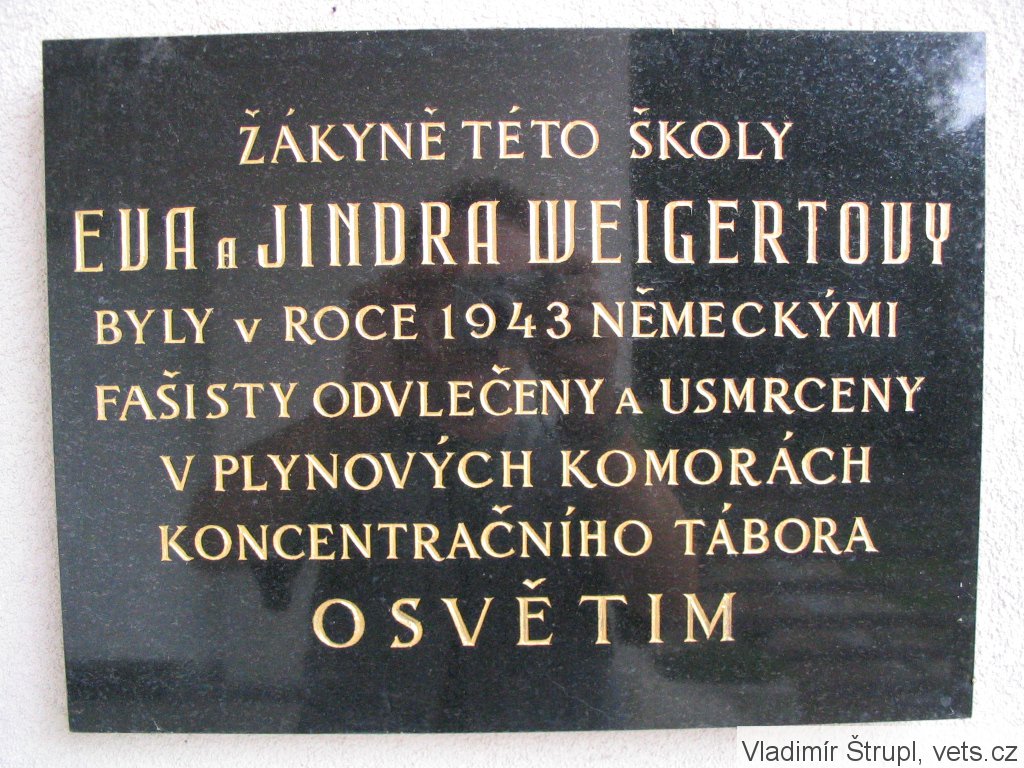 ŽÁKYNĚ TÉTO ŠKOLY
EVA A JINDRA WEIGERTOVY
BYLY V ROCE 1943 NĚMECKÝMI
FAŠISTY ODVLEČENY A USMRCENY
V PLYNOVÝCH KOMORÁCH
KONCENTRAČNÍHO TÁBORA
OSVĚTIM
Vladimír Štrupl, vets.cz